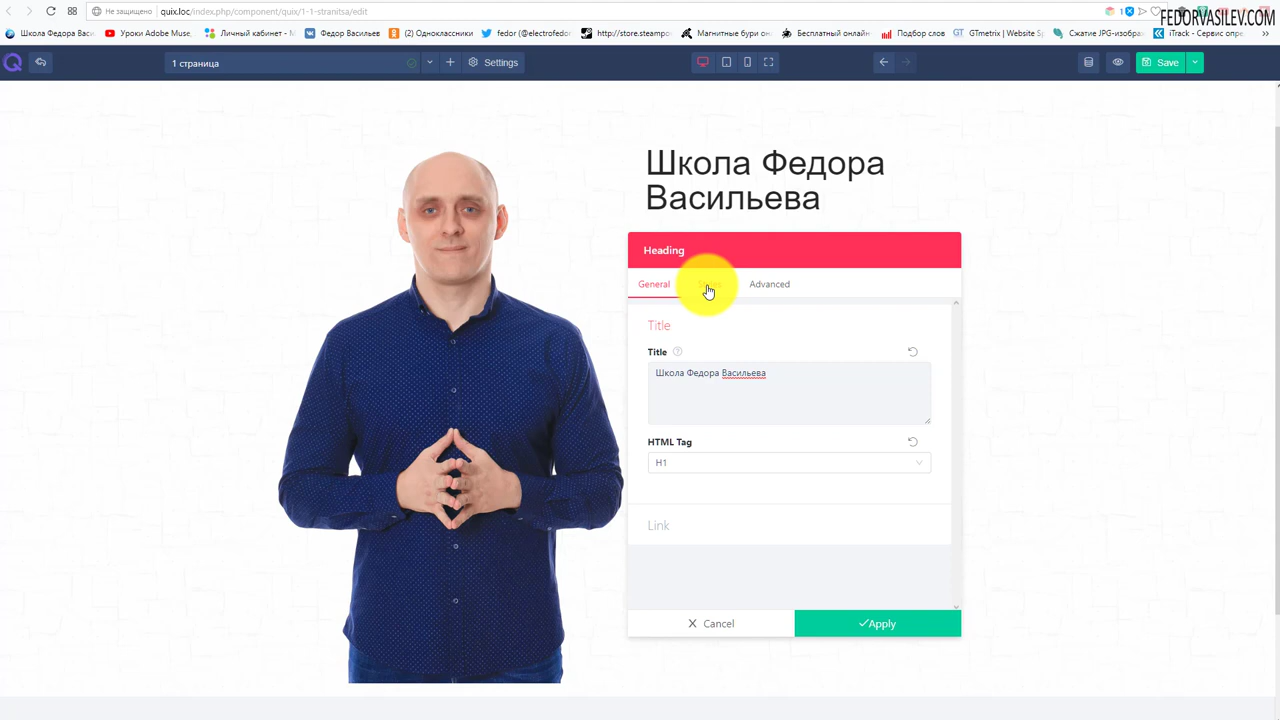 Не защищено quix.loc/index.php/component/quix/1-1-stranitsa/edit
1
FEDORVASILEV.COM
Школа Федора Васи.
Уроки Adobe Muse,
Личный кабинет - М
Федор Васильев
(2) Одноклассники
fedor (@electrofedor
http://store.steampo
Магнитные бури он
Бесплатный онлайн
Подбор слов
GTmetrix | Website S
Сжатие JPG-изобра
iTrack - Сервис опре
1 страница
Settings
Save
Школа Федора
Васильева
Heading
General
Advanced
Title
Title
Школа Федора Васильева
HTML Tag
H1
Link
Cancel
Apply